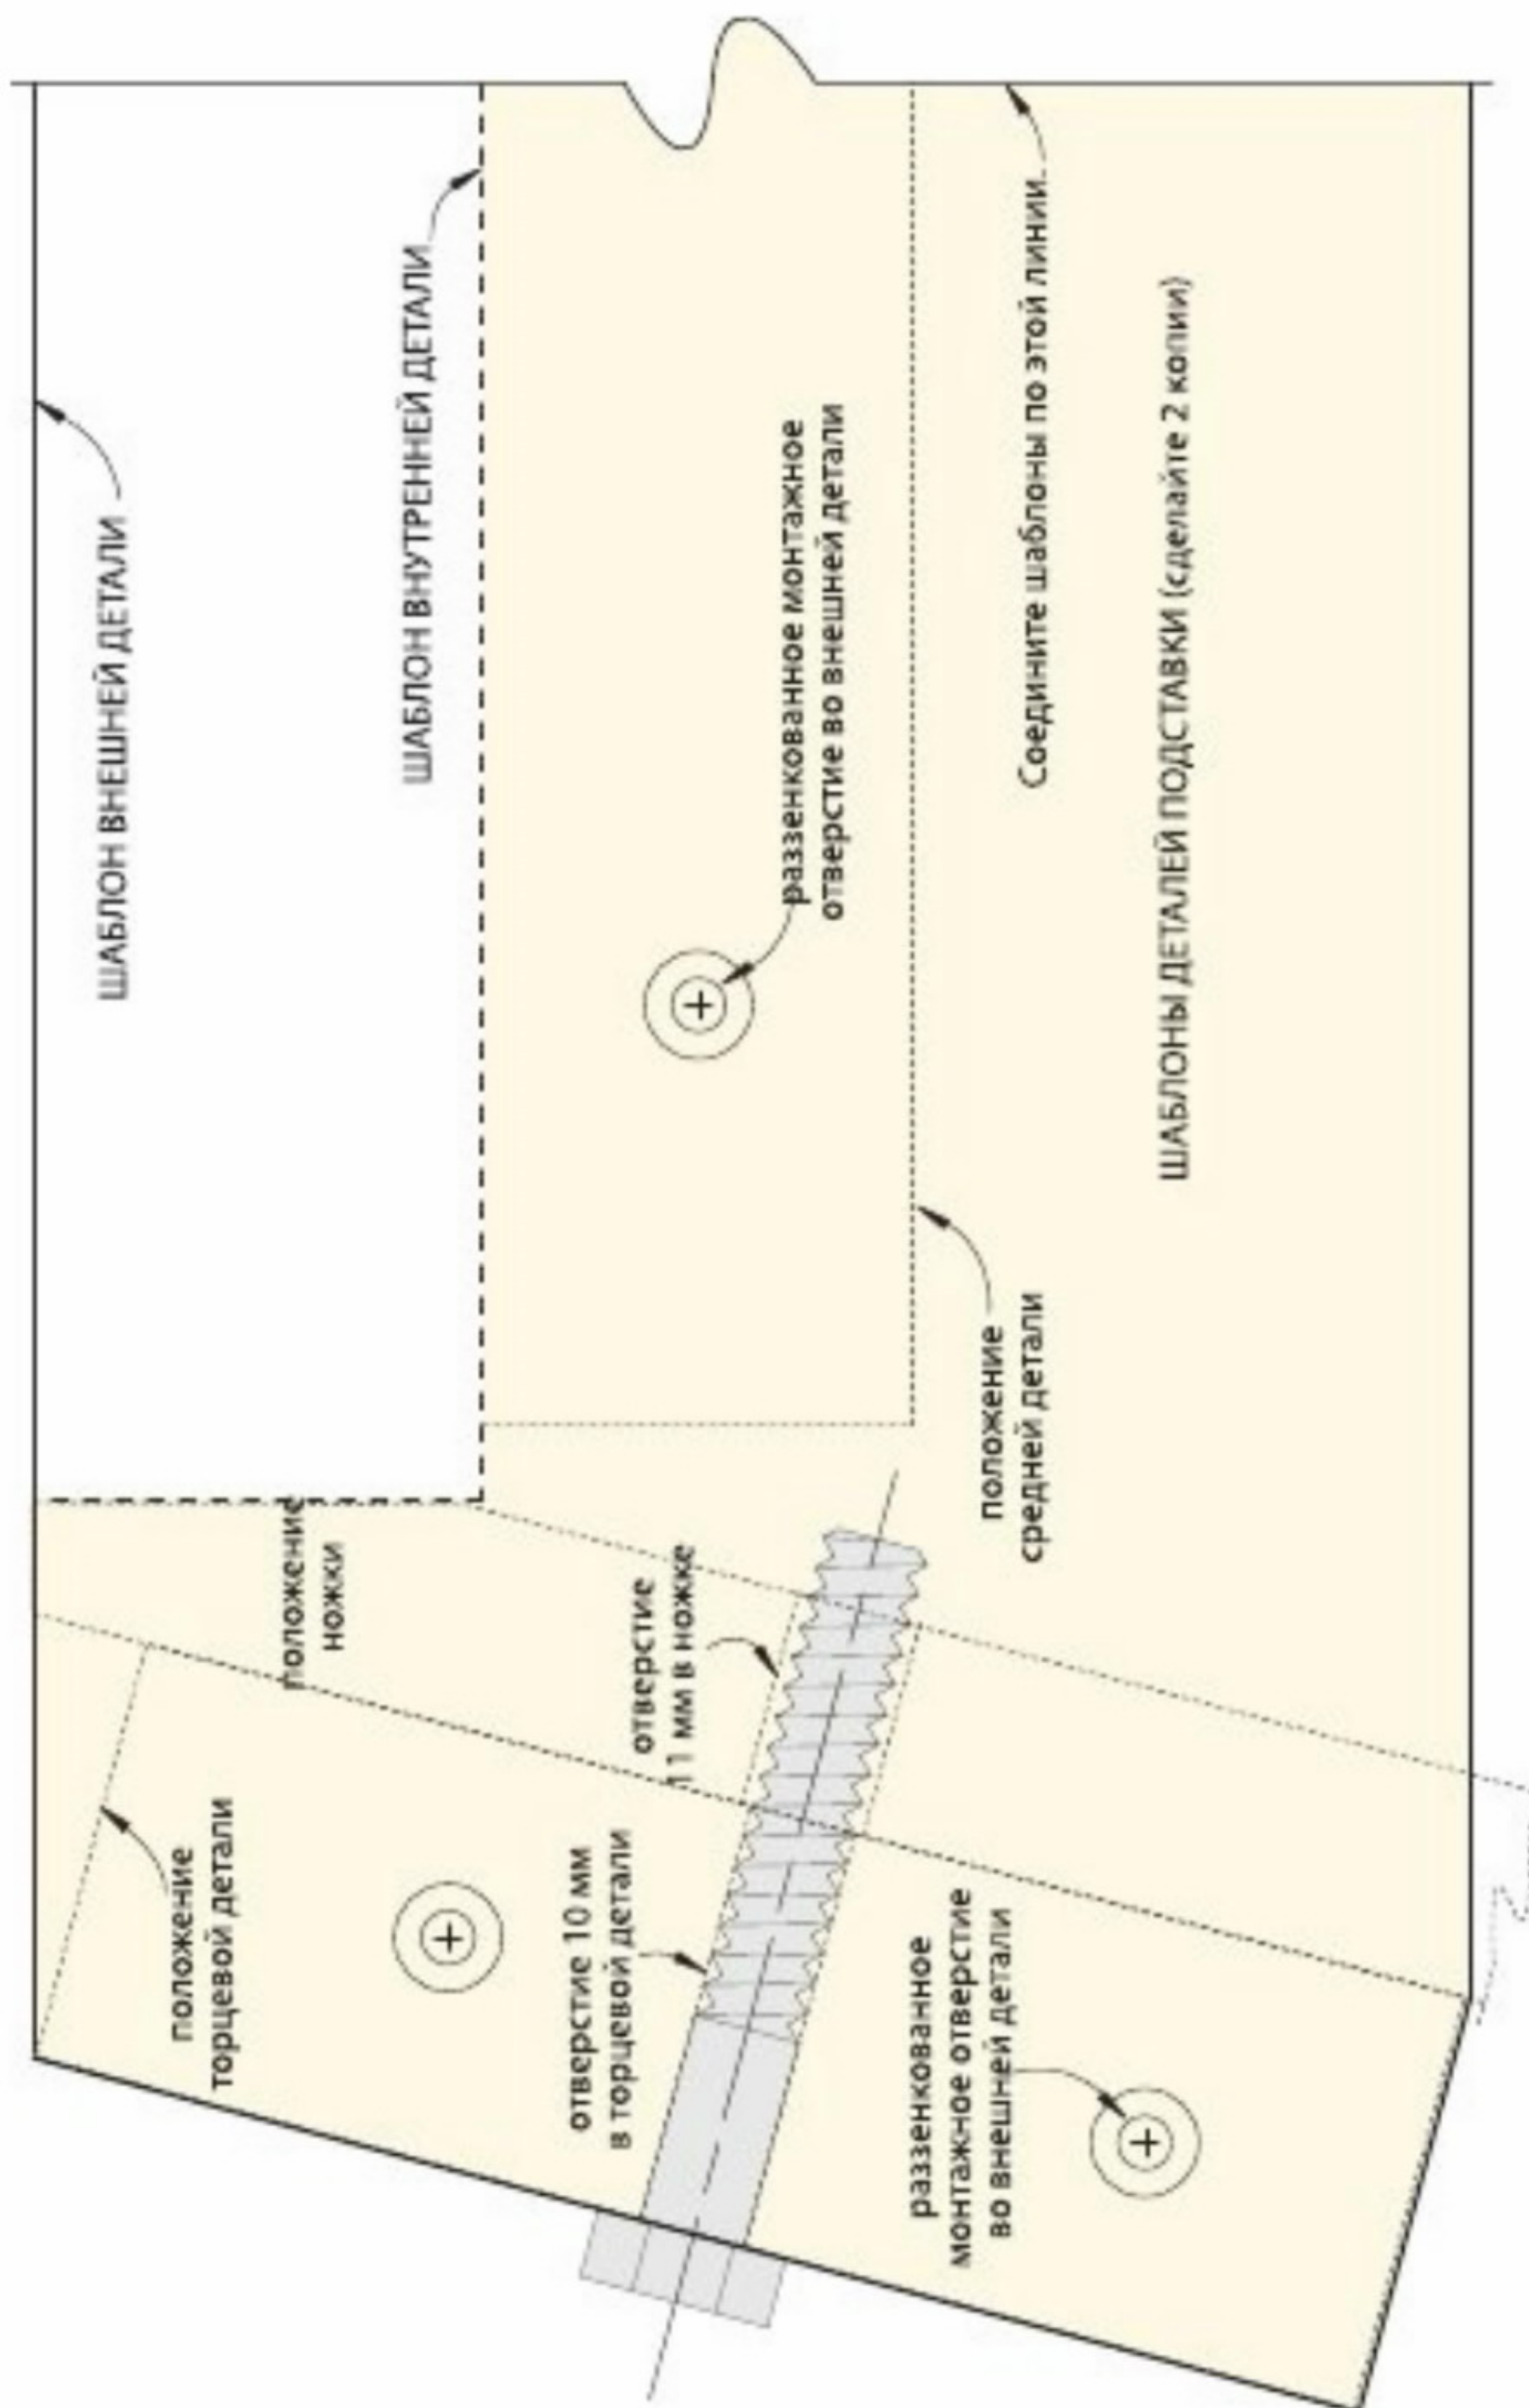 ШАБЛОН ВНЕШНЕЙ ДЕТАЛИ
ШАБЛОН ВНУТРЕННЕЙ ДЕТАЛИ
раззенкованное монтажное
отверстие во внешней детали
Соедините шаблоны по этой линии.
ШАБЛОНЫ ДЕТАЛЕЙ ПОДСТАВКИ (сделайте 2 копии)
положение
ножки
отверстие
11 мм в ножке
положение
средней детали
положение
торцевой детали
отверстие 10 мм
в торцевой детали
раззенкованное
монтажное отверстие
во внешней детали